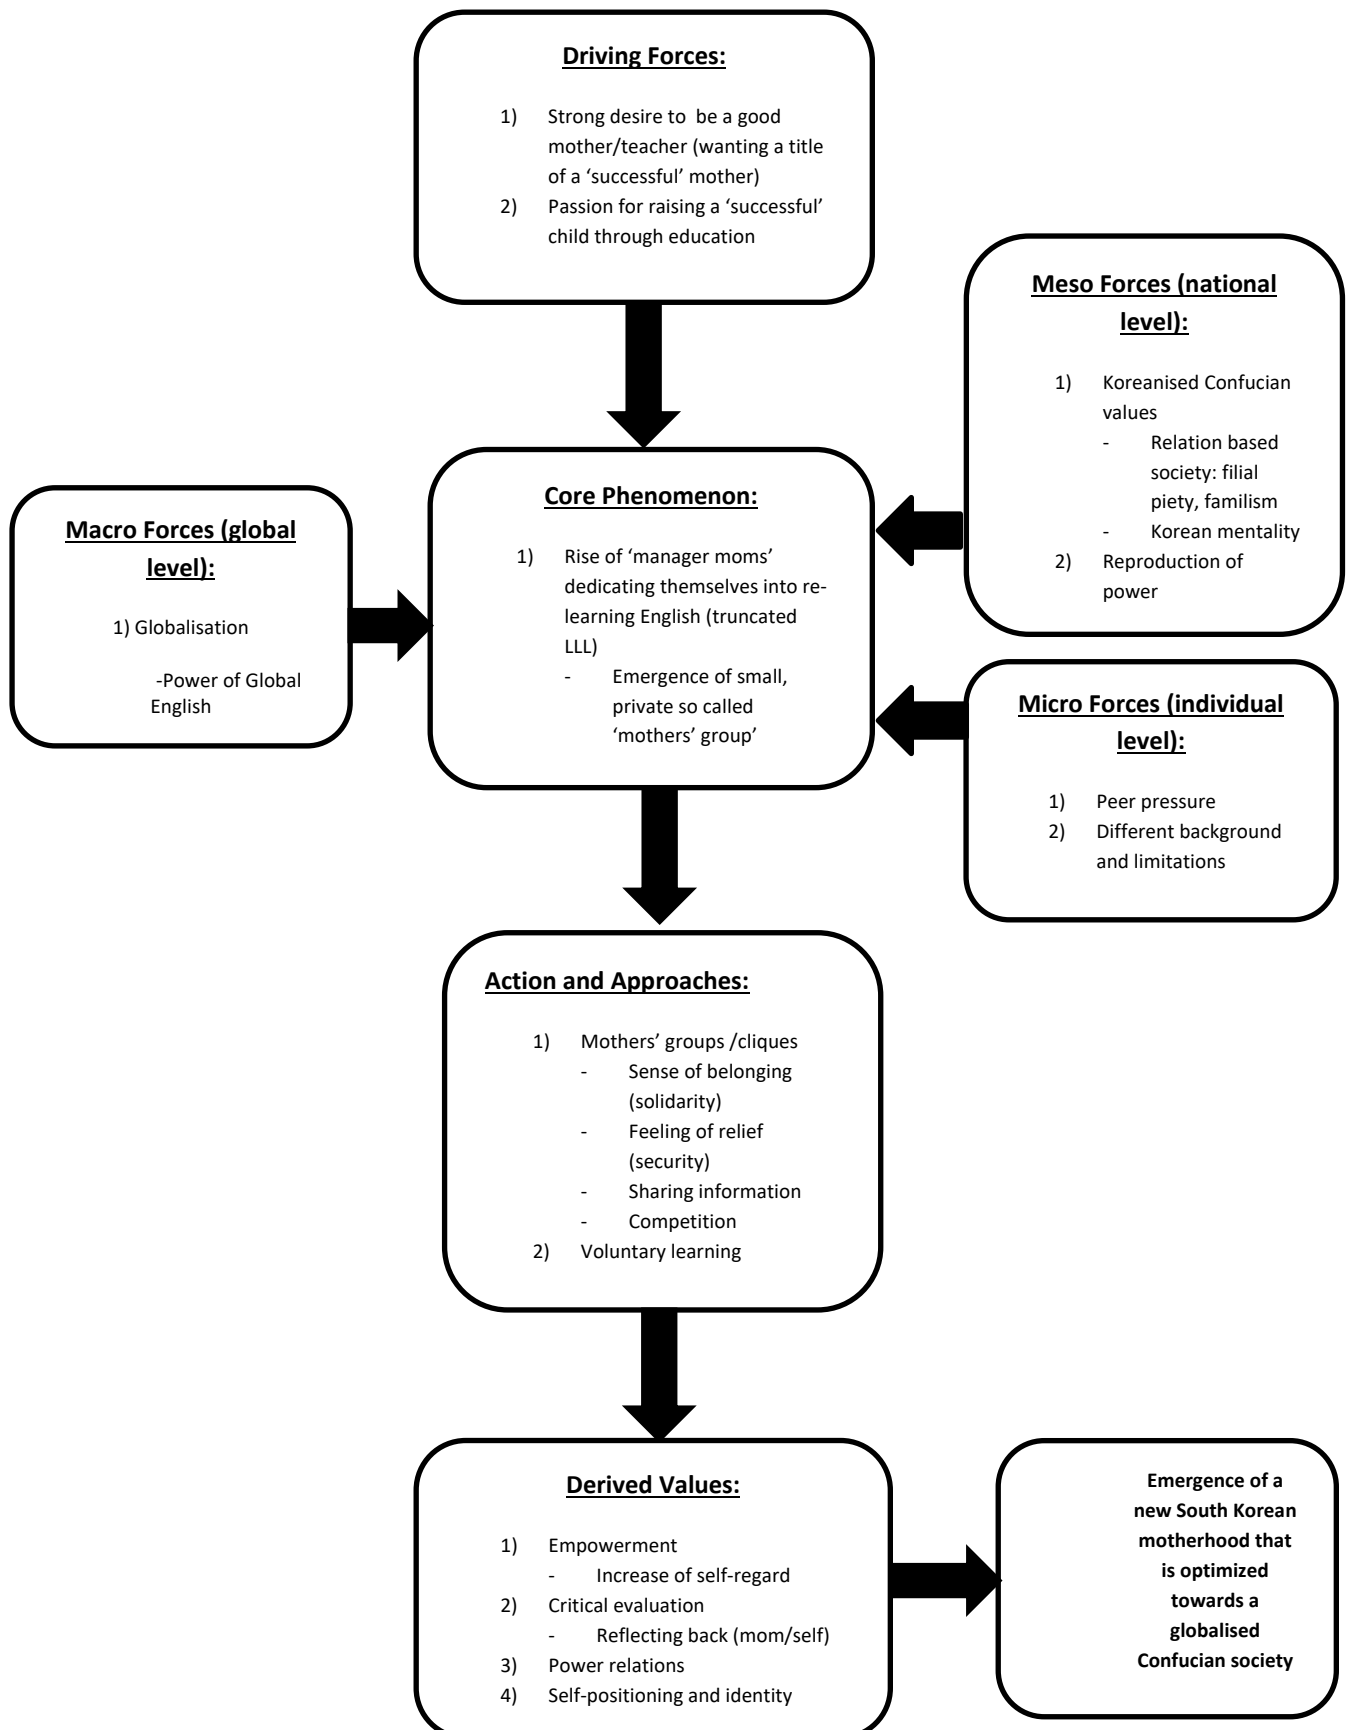 Driving Forces:
1) Strong desire to be a good
mother/teacher (wanting a title
of a ‘successful’ mother)
2) Passion for raising a ‘successful’
child through education
Meso Forces (national
level):
1) Koreanised Confucian
values
- Relation based
society: filial
piety, familism
- Korean mentality
2) Reproduction of
power
Core Phenomenon:
1) Rise of ‘manager moms’
dedicating themselves into re-
learning English (truncated
LLL)
- Emergence of small,
private so called
‘mothers’ group’
Macro Forces (global
level):
1) Globalisation
-Power of Global
English
Micro Forces (individual
level):
1) Peer pressure
2) Different background
and limitations
Action and Approaches:
1) Mothers’ groups /cliques
- Sense of belonging
(solidarity)
- Feeling of relief
(security)
- Sharing information
- Competition
2) Voluntary learning
Derived Values:
1) Empowerment
- Increase of self-regard
2) Critical evaluation
- Reflecting back (mom/self)
3) Power relations
4) Self-positioning and identity
Emergence of a
new South Korean
motherhood that
is optimized
towards a
globalised
Confucian society